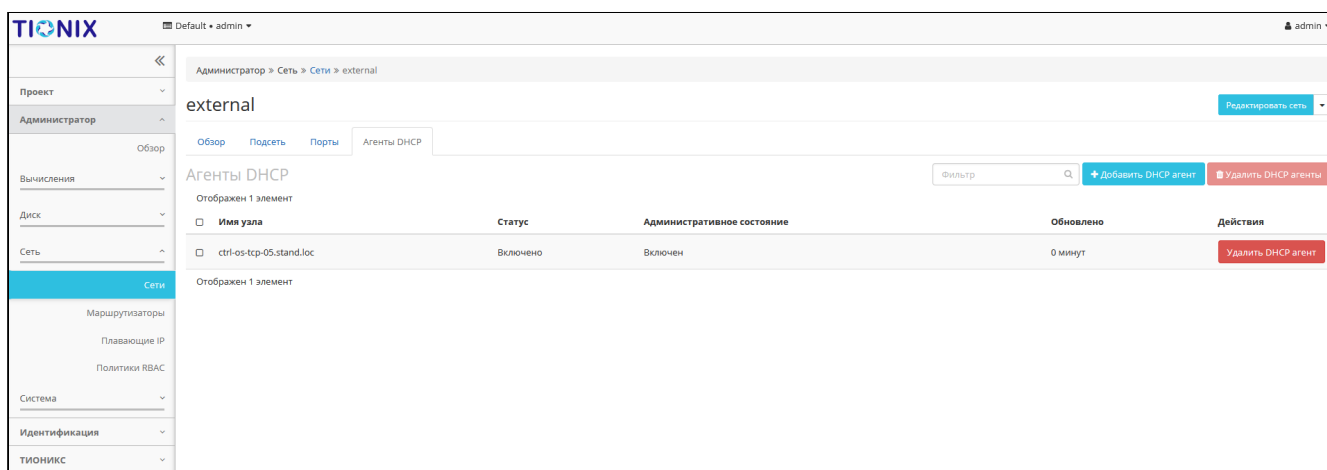 TIONIX
Default • admin
admin
Администратор » Сеть » Сети » external
Проект
external
Редактировать сеть
Администратор
Обзор Подсеть Порты Агенты DHCP
Обзор
Агенты DHCP
Фильтр
Добавить DHCP агент
Удалить DHCP агенты
Вычисления
Отображен 1 элемент
Диск
Имя узла Статус Административное состояние Обновлено Действия
Сеть
ctrl-os-tcp-05.stand.loc Включено Включен 0 минут Удалить DHCP агент
Сети
Отображен 1 элемент
Маршрутизаторы
Плавающие IP
Политики RBAC
Система
Идентификация
ТИОНИКС